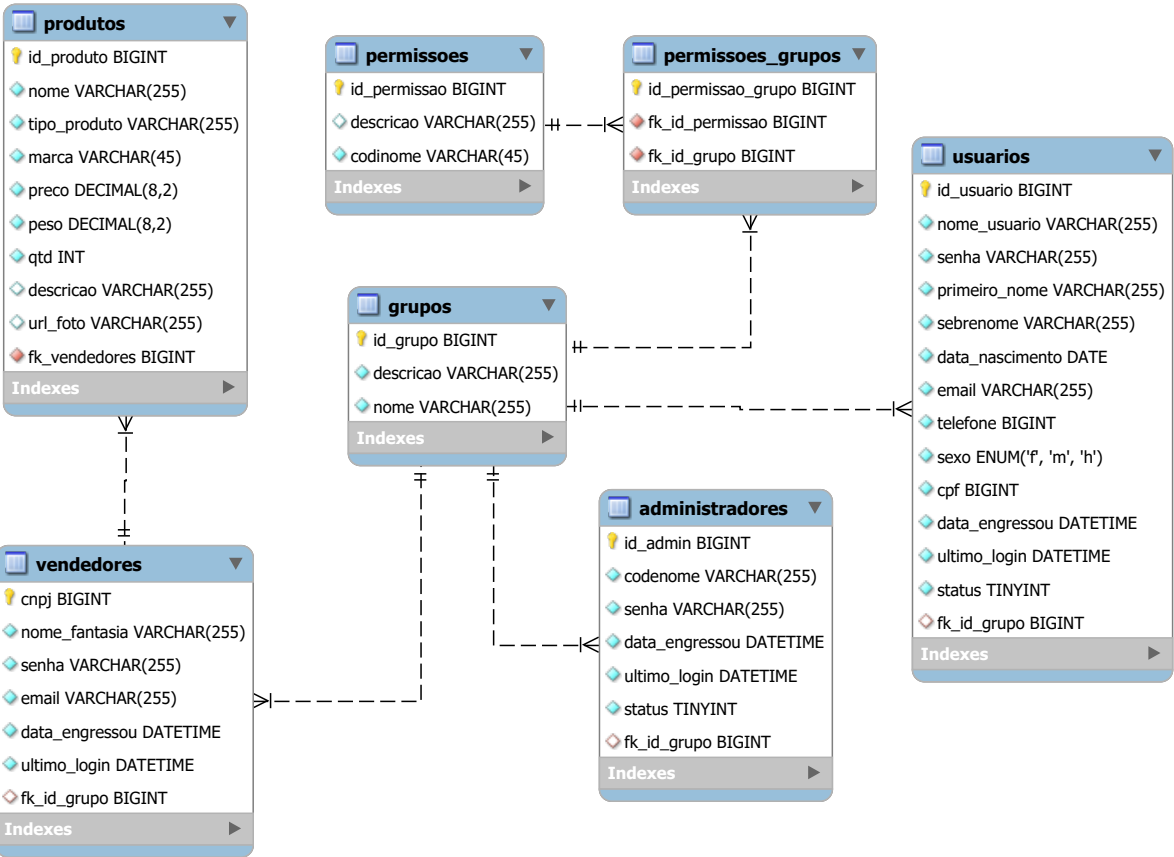 produtos
id_produto BIGINT
nome VARCHAR(255)
tipo_produto VARCHAR(255)
marca VARCHAR(45)
preco DECIMAL(8,2)
peso DECIMAL(8,2)
qtd INT
descricao VARCHAR(255)
url_foto VARCHAR(255)
fk_vendedores BIGINT
Indexes
permissoes
id_permissao BIGINT
descricao VARCHAR(255)
codinome VARCHAR(45)
Indexes
permissoes_grupos
id_permissao_grupo BIGINT
fk_id_permissao BIGINT
fk_id_grupo BIGINT
Indexes
usuarios
id_usuario BIGINT
nome_usuario VARCHAR(255)
senha VARCHAR(255)
primeiro_nome VARCHAR(255)
sebrenome VARCHAR(255)
data_nascimento DATE
email VARCHAR(255)
telefone BIGINT
sexo ENUM('f', 'm', 'h')
cpf BIGINT
data_engressou DATETIME
ultimo_login DATETIME
status TINYINT
fk_id_grupo BIGINT
Indexes
grupos
id_grupo BIGINT
descricao VARCHAR(255)
nome VARCHAR(255)
Indexes
administradores
id_admin BIGINT
codenome VARCHAR(255)
senha VARCHAR(255)
data_engressou DATETIME
ultimo_login DATETIME
status TINYINT
fk_id_grupo BIGINT
Indexes
vendedores
cnpj BIGINT
nome_fantasia VARCHAR(255)
senha VARCHAR(255)
email VARCHAR(255)
data_engressou DATETIME
ultimo_login DATETIME
fk_id_grupo BIGINT
Indexes